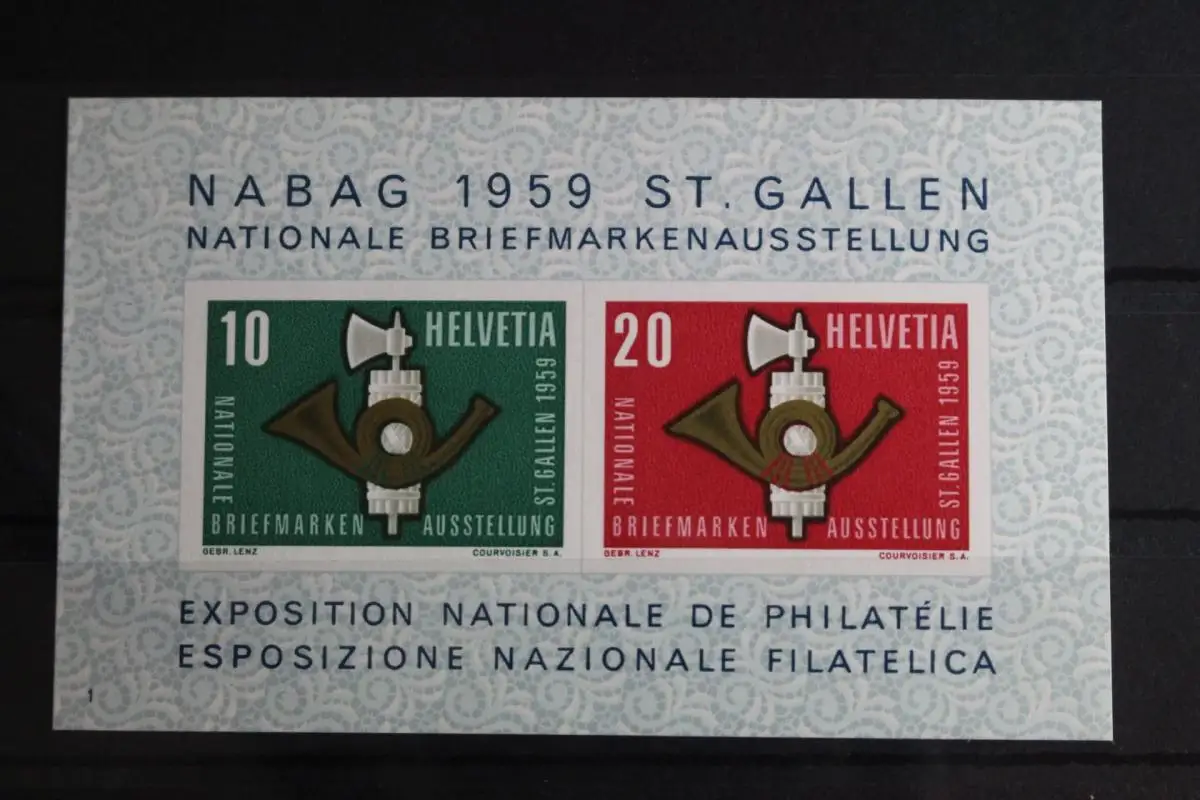 NABAG 1959 ST. GALLEN
NATIONALE BRIEFMARKENAUSSTELLUNG
10 HELVETIA
NATIONALE
ST. GALLEN 1959
BRIEFMARKEN AUSSTELLUNG
GEBR. LENZ COURVOISIER S.A.
20 HELVETIA
NATIONALE
ST. GALLEN 1959
BRIEFMARKEN AUSSTELLUNG
GEBR. LENZ COURVOISIER S.A.
EXPOSITION NATIONALE DE PHILATÉLIE
ESPOSIZIONE NAZIONALE FILATELICA
1